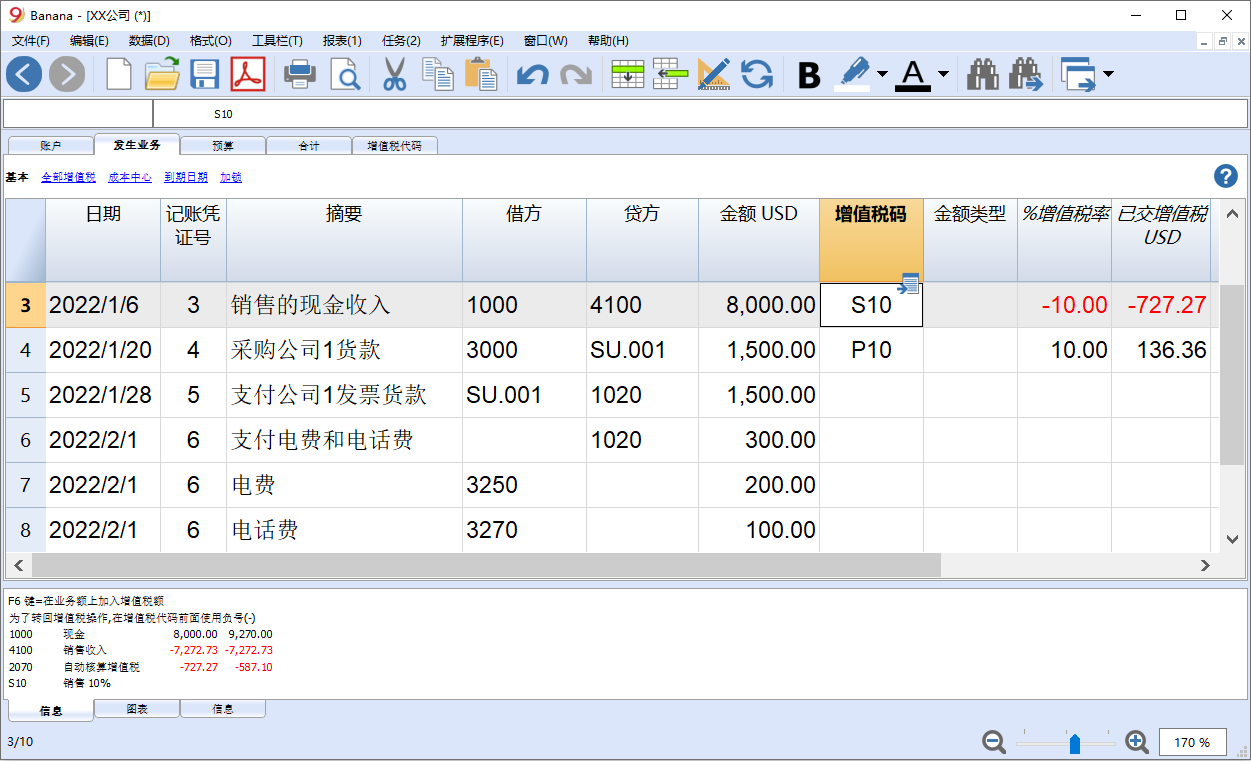 Banana - [XX公司 (*)]
文件(F) 编辑(E) 数据(D) 格式(O) 工具栏(T) 报表(1) 任务(2) 扩展程序(E) 窗口(W) 帮助(H)
B A
S10
账户 发生业务 预算 合计 增值税代码
基本 全部增值税 成本中心 到期日期 加锁
日期 记账凭证号 摘要 借方 贷方 金额 USD 增值税码 金额类型 %增值税率 已交增值税 USD
3 2022/1/6 3 销售的现金收入 1000 4100 8,000.00 S10 -10.00 -727.27
4 2022/1/20 4 采购公司1货款 3000 SU.001 1,500.00 P10 10.00 136.36
5 2022/1/28 5 支付公司1发票货款 SU.001 1020 1,500.00
6 2022/2/1 6 支付电费和电话费 1020 300.00
7 2022/2/1 6 电费 3250 200.00
8 2022/2/1 6 电话费 3270 100.00
F6 键=在业务额上加入增值税额
为了转回增值税操作,在增值税代码前面使用负号(-)
1000 现金 8,000.00 9,270.00
4100 销售收入 -7,272.73 -7,272.73
2070 自动核算增值税 -727.27 -587.10
S10 销售 10%
信息 图表 信息
3/10 170 %